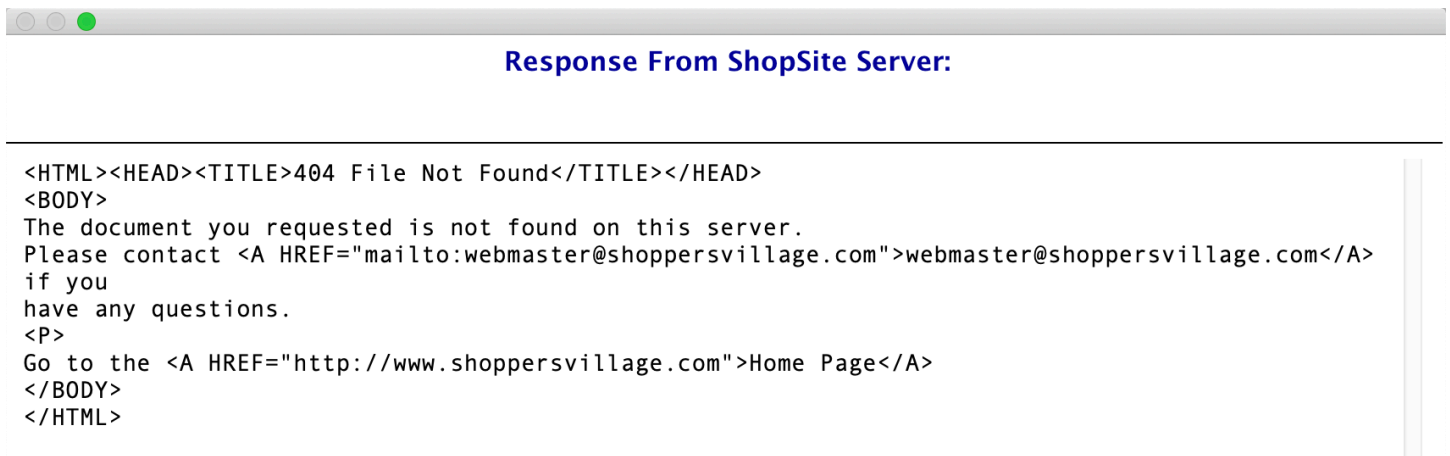 Response From ShopSite Server:
<HTML><HEAD><TITLE>404 File Not Found</TITLE></HEAD>
<BODY>
The document you requested is not found on this server.
Please contact <A HREF="mailto:webmaster@shoppersvillage.com">webmaster@shoppersvillage.com</A>
if you
have any questions.
<P>
Go to the <A HREF="http://www.shoppersvillage.com">Home Page</A>
</BODY>
</HTML>